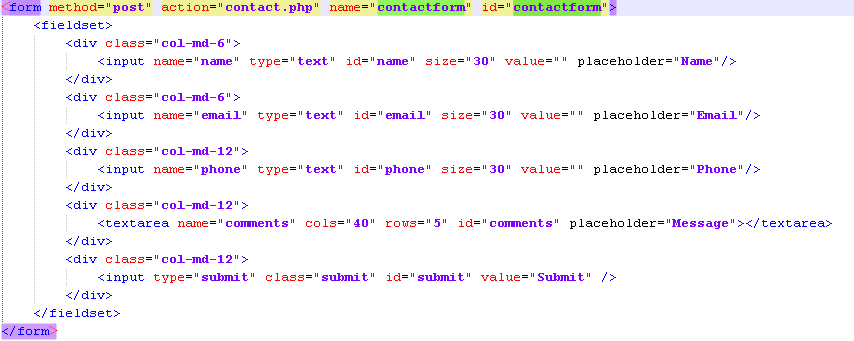 <form method="post" action="contact.php" name="contactform" id="contactform">
<fieldset>
<div class="col-md-6">
<input name="name" type="text" id="name" size="30" value="" placeholder="Name"/>
</div>
<div class="col-md-6">
<input name="email" type="text" id="email" size="30" value="" placeholder="Email"/>
</div>
<div class="col-md-12">
<input name="phone" type="text" id="phone" size="30" value="" placeholder="Phone"/>
</div>
<div class="col-md-12">
<textarea name="comments" cols="40" rows="5" id="comments" placeholder="Message"></textarea>
</div>
<div class="col-md-12">
<input type="submit" class="submit" id="submit" value="Submit" />
</div>
</fieldset>
</form>